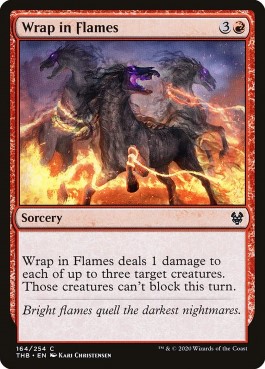 Wrap in Flames 3
Sorcery
Wrap in Flames deals 1 damage to
each of up to three target creatures.
Those creatures can't block this turn.
Bright flames quell the darkest nightmares.
164/254 C
THB • EN Kari Christensen
™ & © 2020 Wizards of the Coast